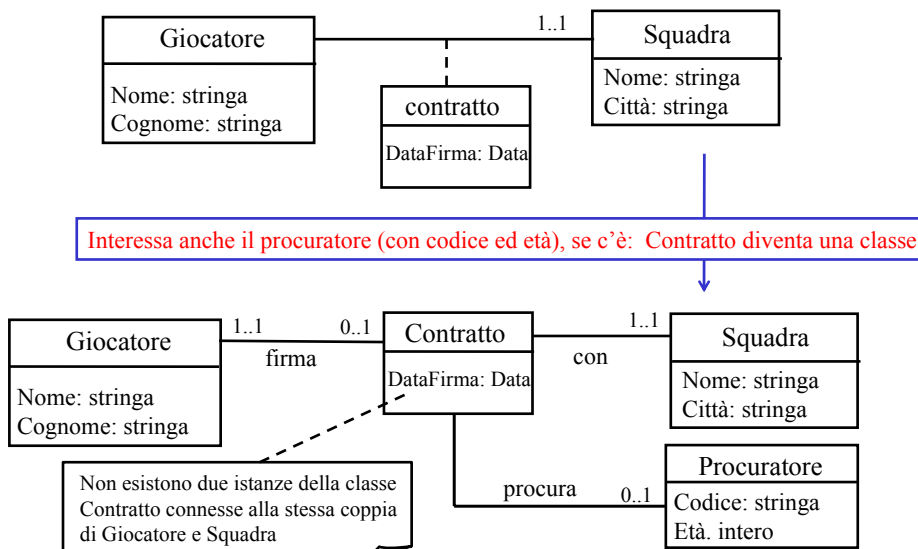 Giocatore
1..1
Squadra
Nome: stringa
Cognome: stringa
Nome: stringa
Città: stringa
contratto
DataFirma: Data
Interessa anche il procuratore (con codice ed età), se c'è: Contratto diventa una classe
Giocatore
1..1
0..1
firma
Contratto
1..1
con
Squadra
Nome: stringa
Cognome: stringa
DataFirma: Data
Nome: stringa
Città: stringa
Non esistono due istanze della classe
Contratto connesse alla stessa coppia
di Giocatore e Squadra
procura
0..1
Procuratore
Codice: stringa
Età. intero